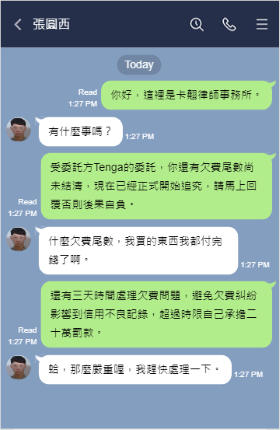 張圓西
Today
Read
1:27 PM
你好，這裡是卡翹律師事務所。
有什麼事嗎？
1:27 PM
受委託方Tenga的委託，你還有欠費尾數尚
未結清，現在已經正式開始追究，請馬上回
覆否則後果自負。
Read
1:27 PM
什麼欠費尾數，我買的東西我都付完
錢了啊。
1:27 PM
還有三天時間處理欠費問題，避免欠費糾紛
影響到信用不良記錄，超過時限自己承擔二
十萬罰款。
Read
1:27 PM
蛤，那麼嚴重喔，我趕快處理一下。
1:27 PM